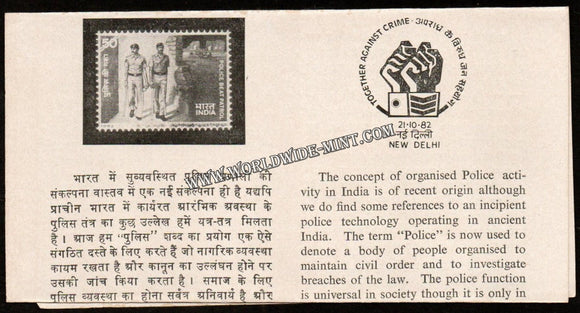 50
पुलिस की गश्त
POLICE BEAT PATROL
भारत
INDIA
TOGETHER AGAINST CRIME · अपराध के विरुद्ध जन सहयोग
21·10·82
नई दिल्ली
NEW DELHI
WWW.WORLDWIDE-MINT.COM
भारत में सुव्यवस्थित पुलिस प्रणाली की
संकल्पना वास्तव में एक नई संकल्पना ही है यद्यपि
प्राचीन भारत में कार्यरत प्रारंभिक व्यवस्था के
पुलिस तंत्र का कुछ उल्लेख हमें यत्र-तत्र मिलता
है। आज हम "पुलिस" शब्द का प्रयोग एक ऐसे
संगठित दस्ते के लिए करते हैं जो नागरिक व्यवस्था
कायम रखता है और कानून का उल्लंघन होने पर
उसकी जांच किया करता है। समाज के लिए
पुलिस व्यवस्था का होना सर्वत्र अनिवार्य है और
The concept of organised Police acti-
vity in India is of recent origin although
we do find some references to an incipient
police technology operating in ancient
India. The term "Police" is now used to
denote a body of people organised to
maintain civil order and to investigate
breaches of the law. The police function
is universal in society though it is only in